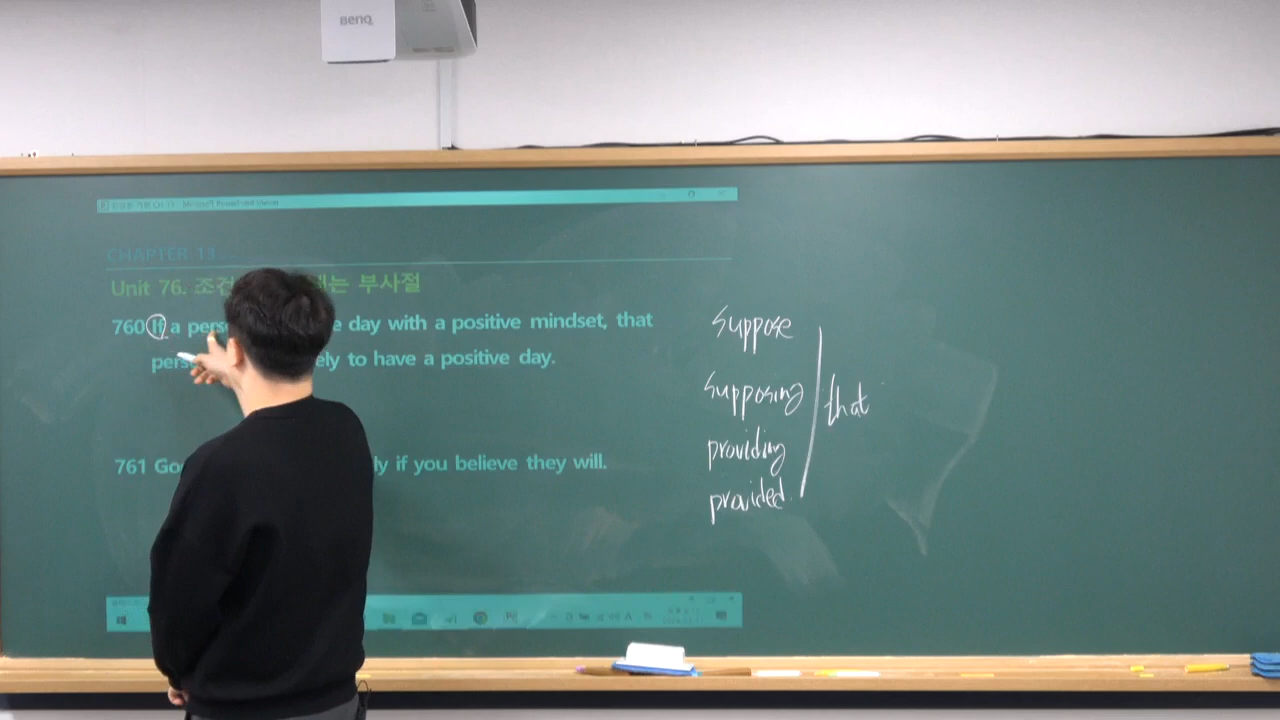 BenQ
CHAPTER 13
Unit 76. 조건 는 부사절
760 If a pers e day with a positive mindset, that
pers ely to have a positive day.
761 Go ly if you believe they will.
suppose
supposing
that
providing
provided